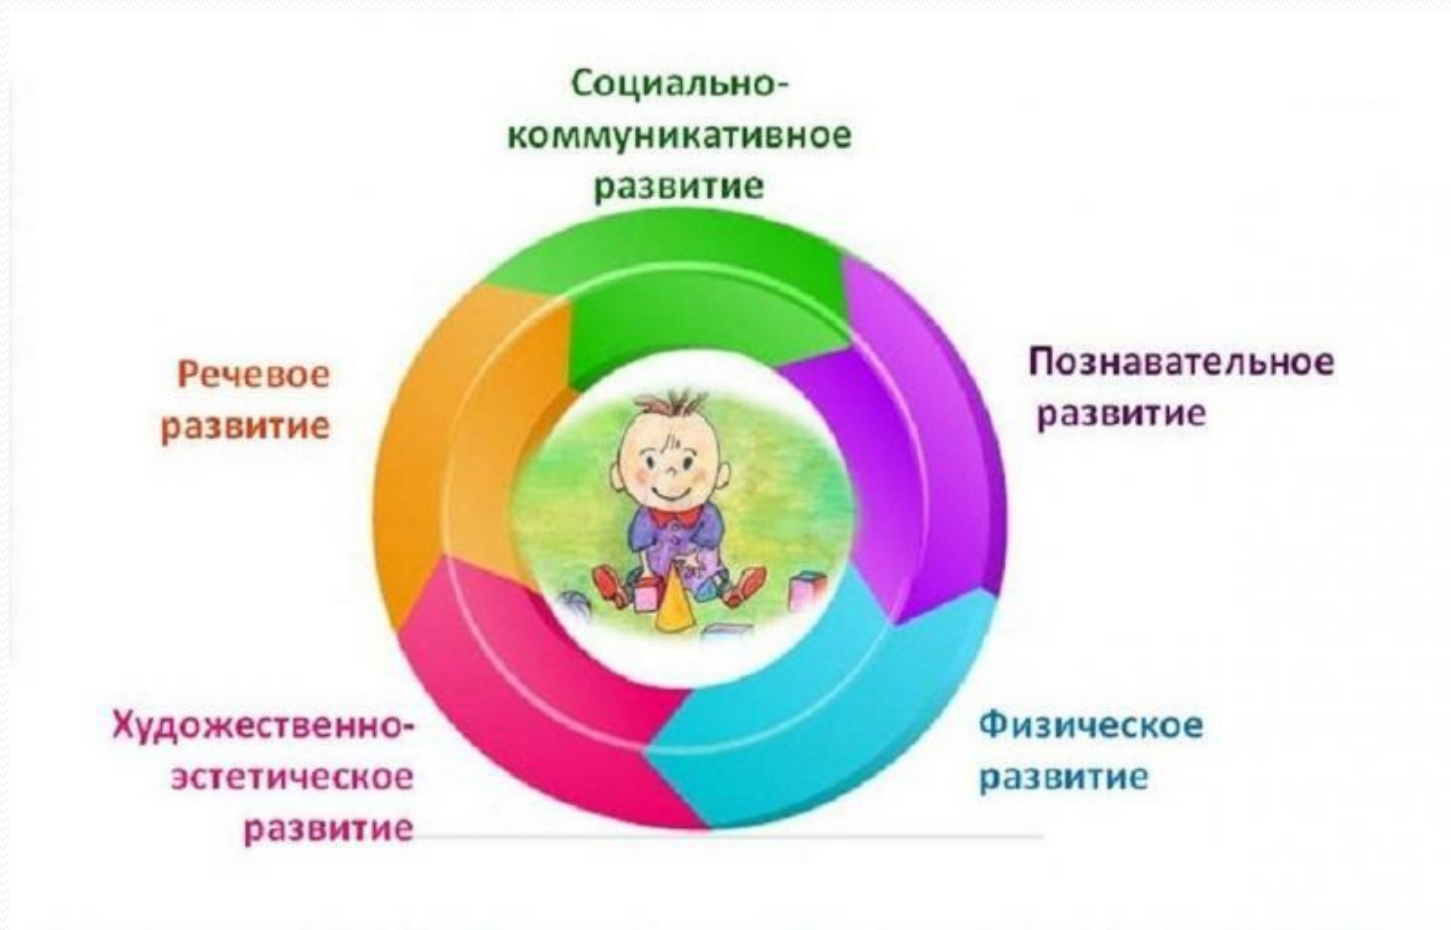 Социально-
коммуникативное
развитие
Познавательное
развитие
Речевое
развитие
Физическое
развитие
Художественно-
эстетическое
развитие